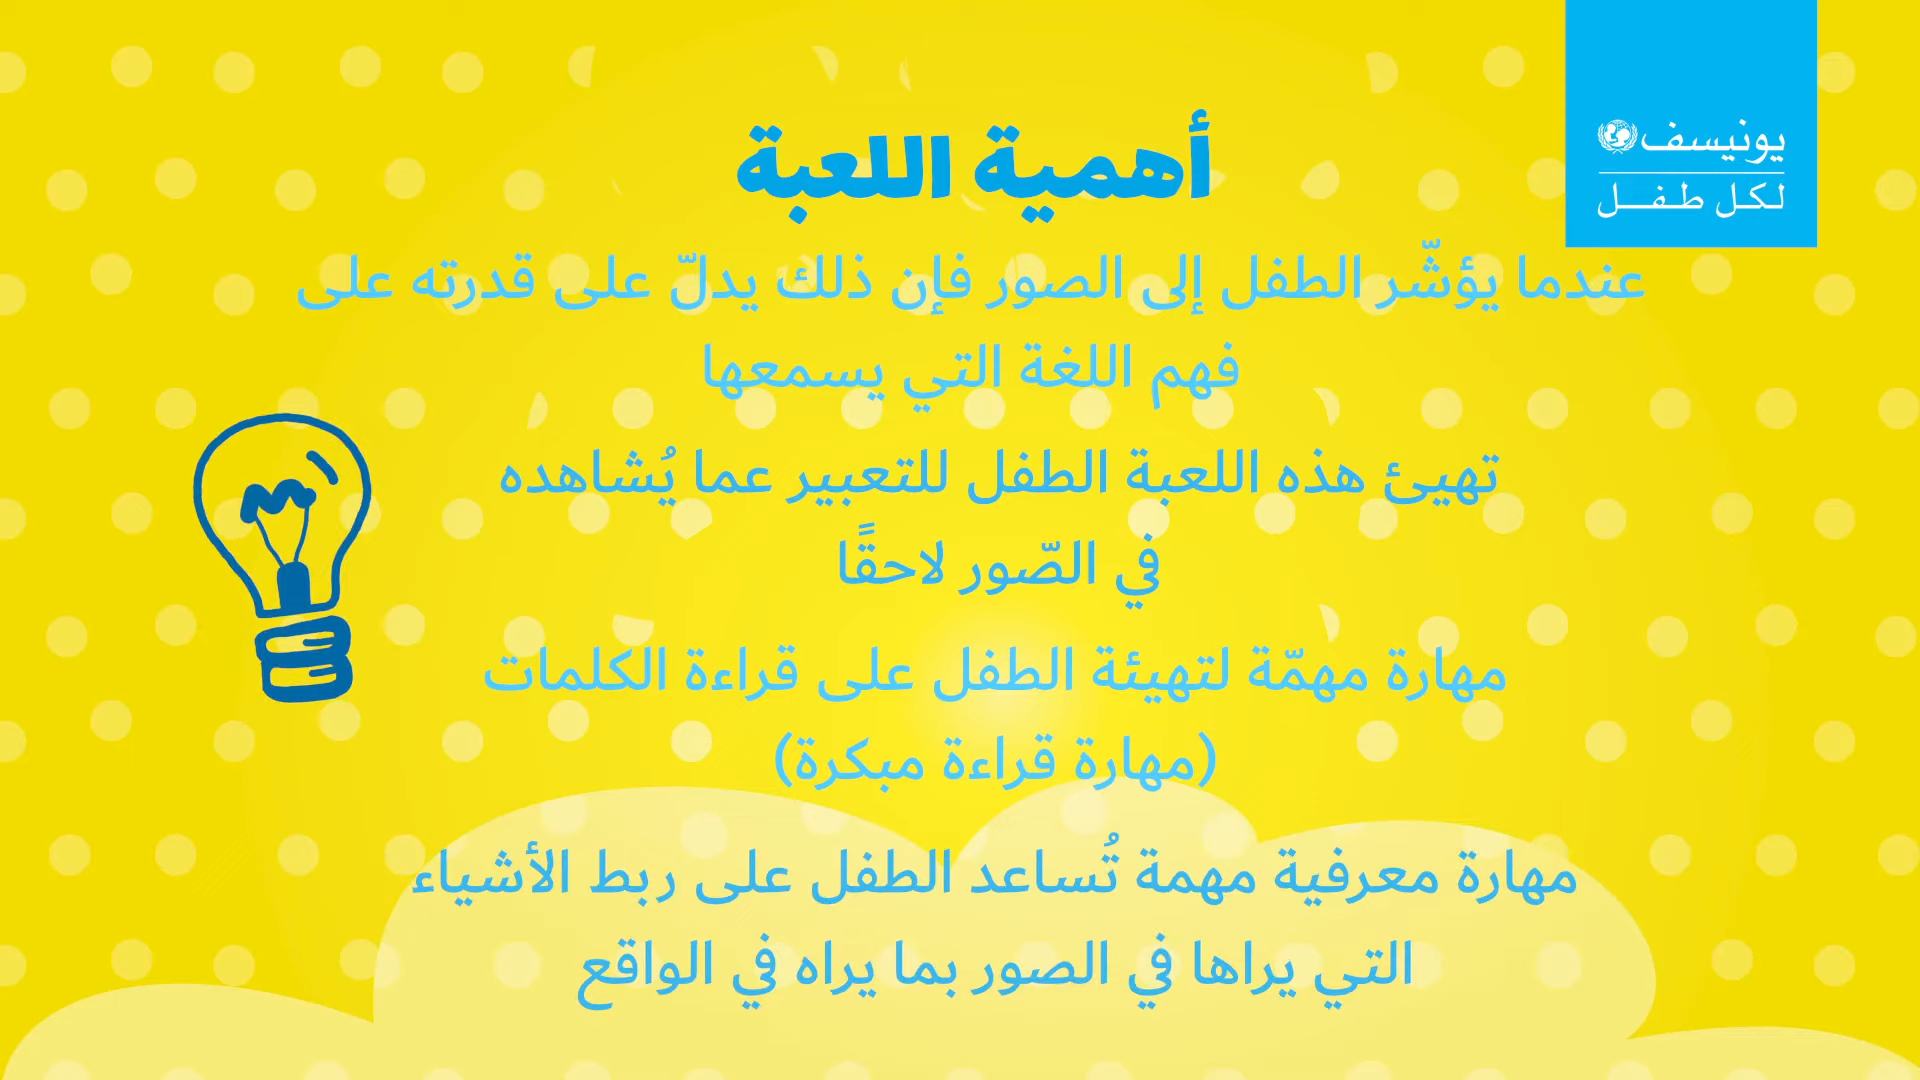 يونيسف
لكل طفل
أهمية اللعبة
عندما يؤشّر الطفل إلى الصور فإن ذلك يدلّ على قدرته على
فهم اللغة التي يسمعها
تهيئ هذه اللعبة الطفل للتعبير عما يُشاهده
في الصّور لاحقًا
مهارة مهمّة لتهيئة الطفل على قراءة الكلمات
(مهارة قراءة مبكرة)
مهارة معرفية مهمة تُساعد الطفل على ربط الأشياء
التي يراها في الصور بما يراه في الواقع